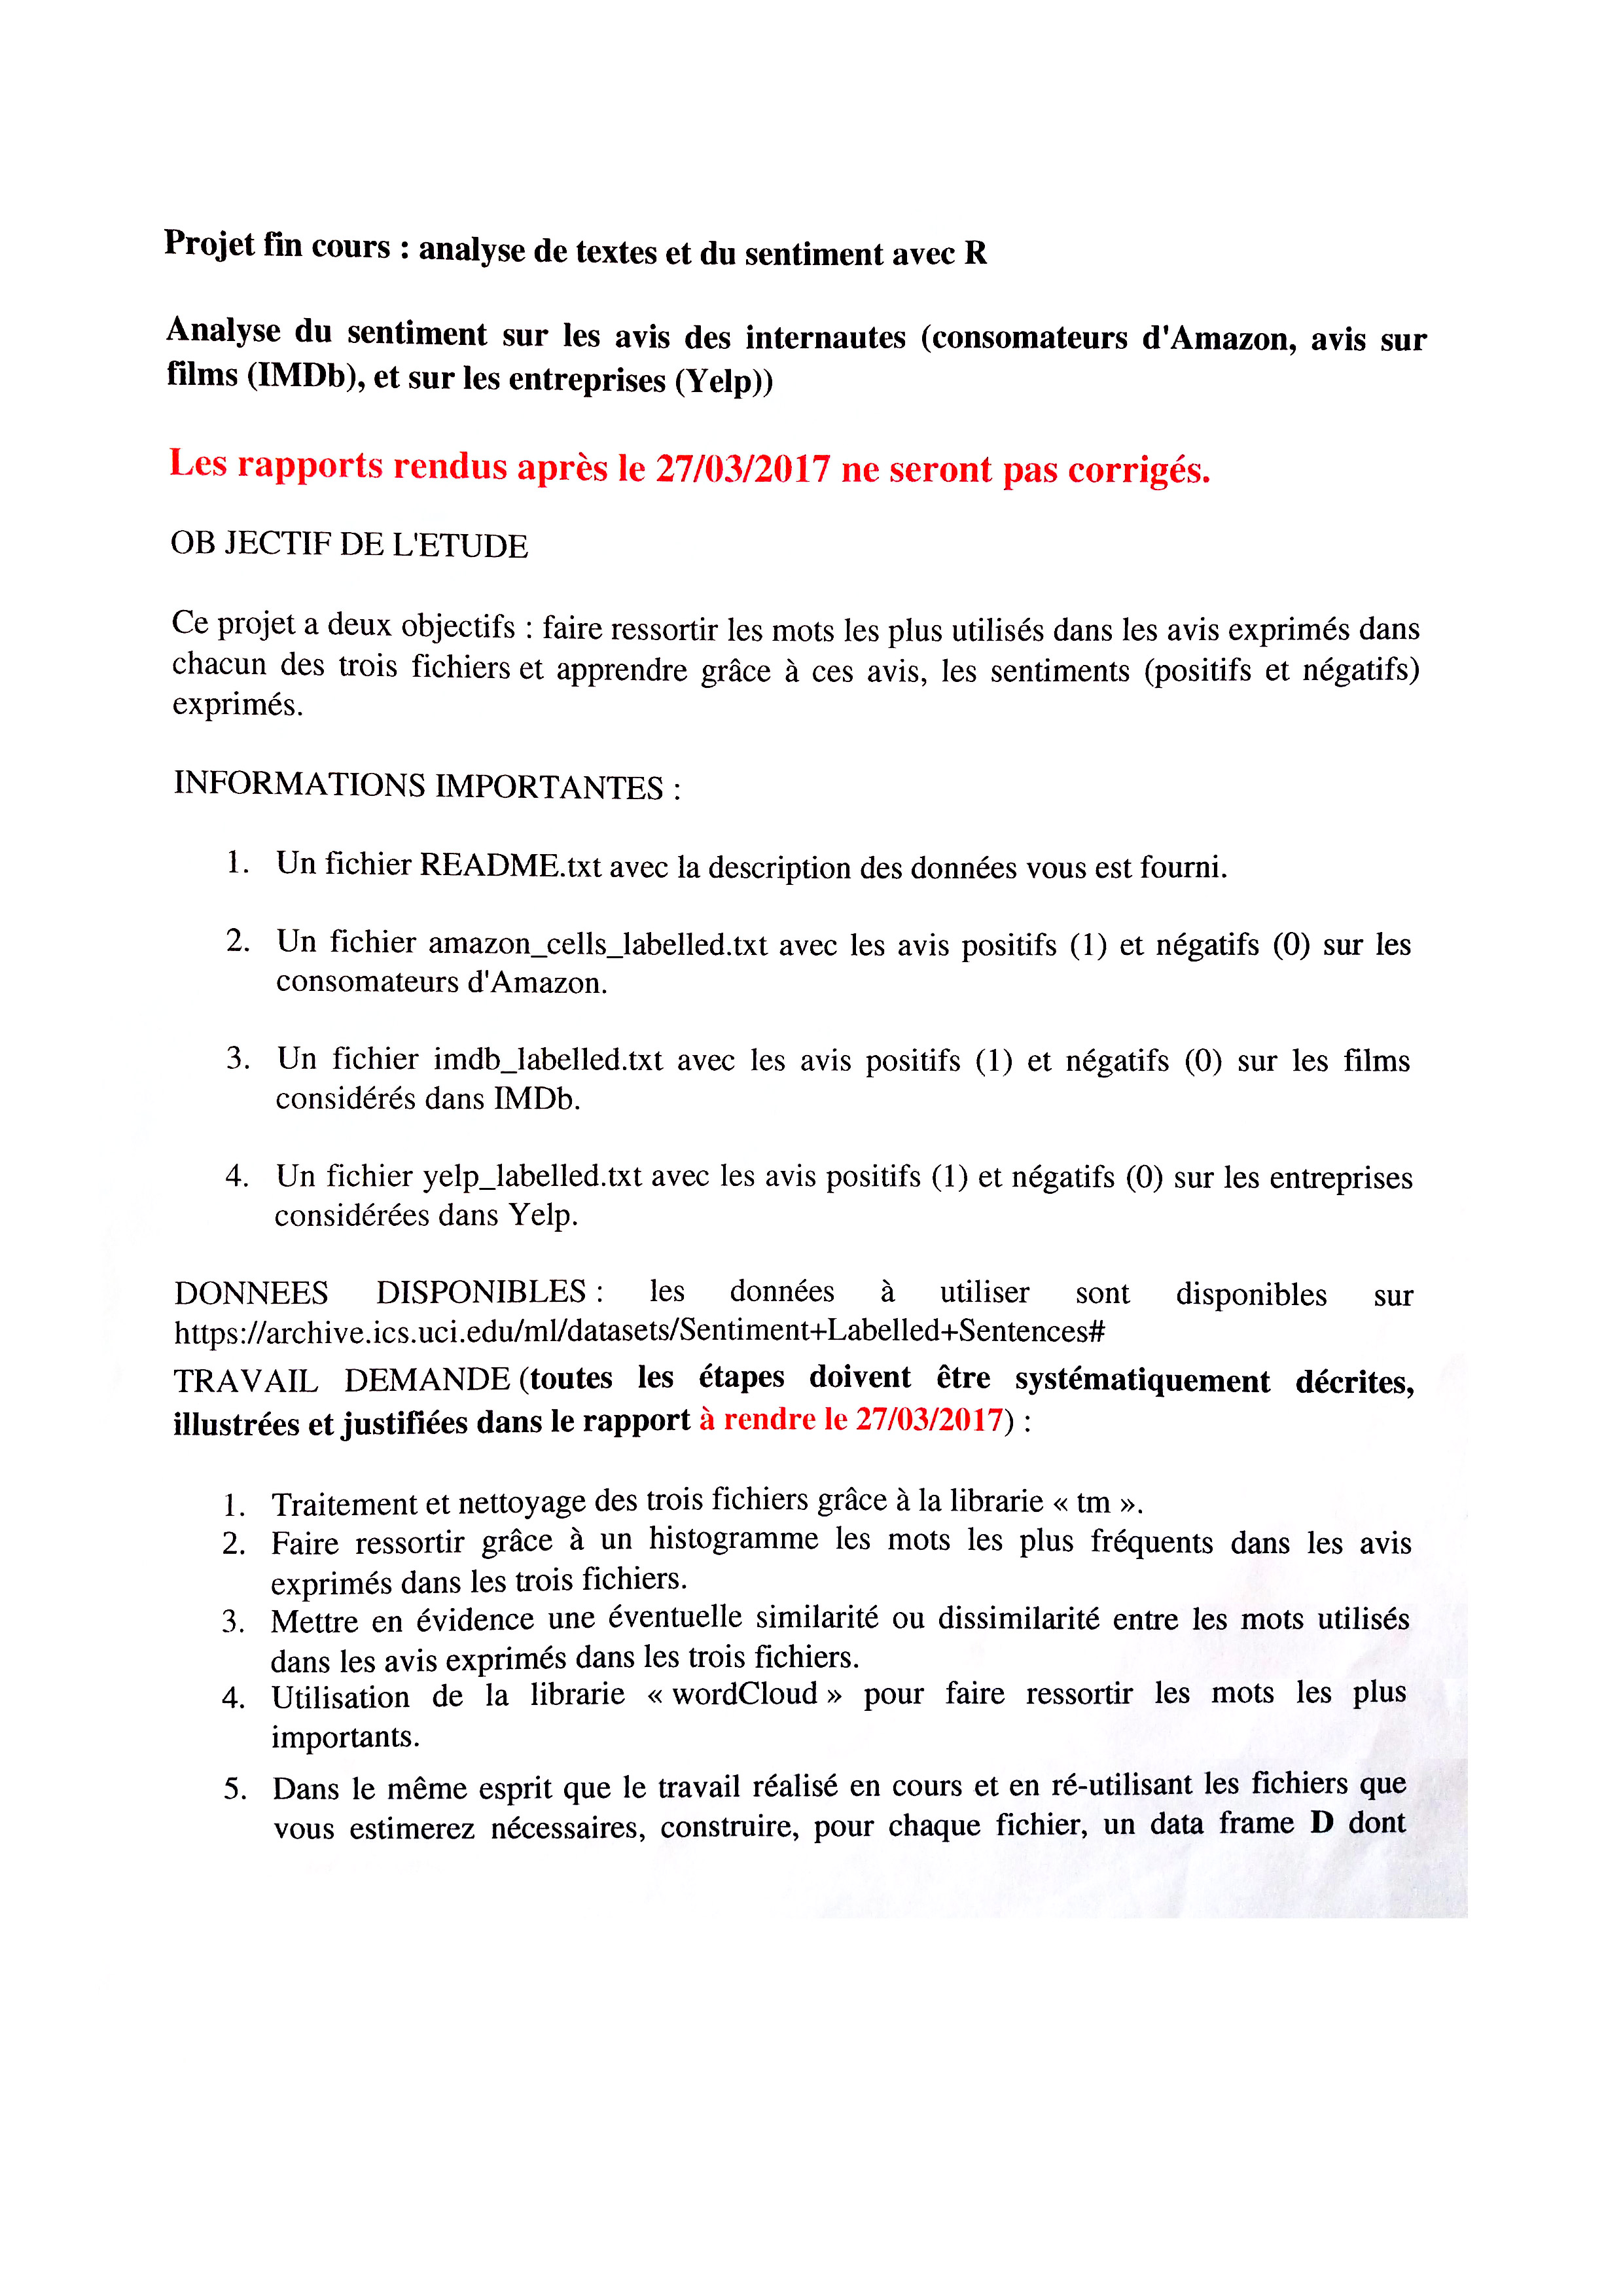 Projet fin cours : analyse de textes et du sentiment avec R
Analyse du sentiment sur les avis des internautes (consomateurs d'Amazon, avis sur
films (IMDb), et sur les entreprises (Yelp))
Les rapports rendus après le 27/03/2017 ne seront pas corrigés.
OB JECTIF DE L'ETUDE
Ce projet a deux objectifs : faire ressortir les mots les plus utilisés dans les avis exprimés dans
chacun des trois fichiers et apprendre grâce à ces avis, les sentiments (positifs et négatifs)
exprimés.
INFORMATIONS IMPORTANTES :
1. Un fichier README.txt avec la description des données vous est fourni.
2. Un fichier amazon_cells_labelled.txt avec les avis positifs (1) et négatifs (0) sur les
consomateurs d'Amazon.
3. Un fichier imdb_labelled.txt avec les avis positifs (1) et négatifs (0) sur les films
considérés dans IMDb.
4. Un fichier yelp_labelled.txt avec les avis positifs (1) et négatifs (0) sur les entreprises
considérées dans Yelp.
DONNEES DISPONIBLES : les données à utiliser sont disponibles sur
https://archive.ics.uci.edu/ml/datasets/Sentiment+Labelled+Sentences#
TRAVAIL DEMANDE (toutes les étapes doivent être systématiquement décrites,
illustrées et justifiées dans le rapport à rendre le 27/03/2017) :
1. Traitement et nettoyage des trois fichiers grâce à la librarie « tm ».
2. Faire ressortir grâce à un histogramme les mots les plus fréquents dans les avis
exprimés dans les trois fichiers.
3. Mettre en évidence une éventuelle similarité ou dissimilarité entre les mots utilisés
dans les avis exprimés dans les trois fichiers.
4. Utilisation de la librarie « wordCloud » pour faire ressortir les mots les plus
importants.
5. Dans le même esprit que le travail réalisé en cours et en ré-utilisant les fichiers que
vous estimerez nécessaires, construire, pour chaque fichier, un data frame D dont